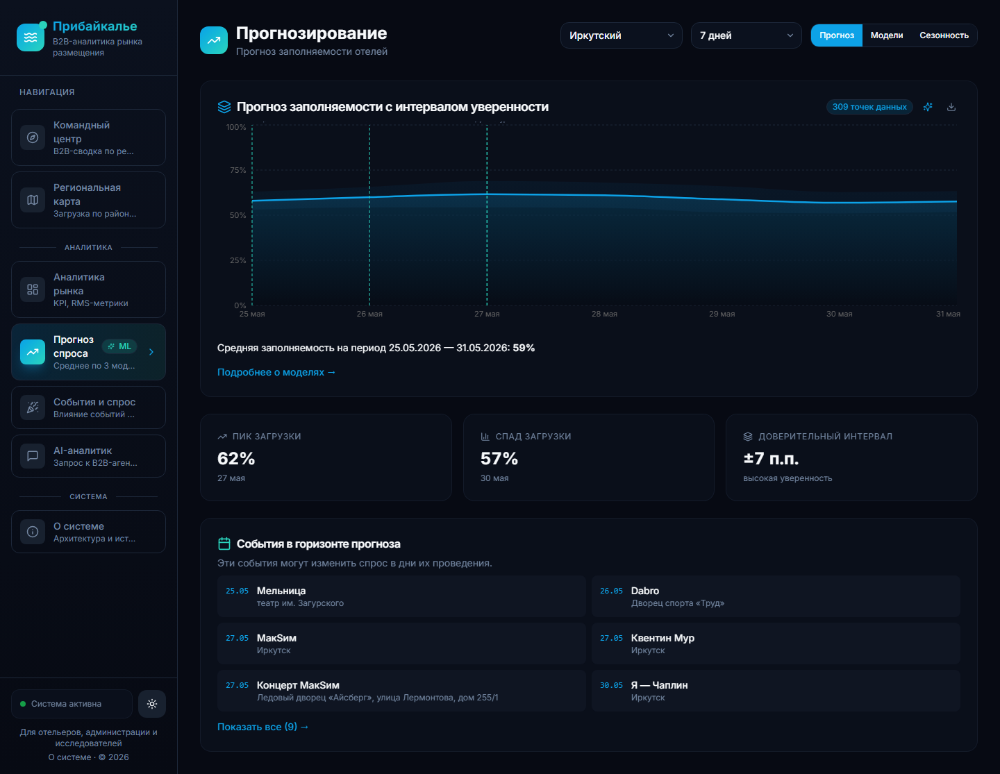 Прибайкалье
B2B-аналитика рынка
размещения
НАВИГАЦИЯ
Командный
центр
B2B-сводка по ре...
Региональная
карта
Загрузка по район...
АНАЛИТИКА
Аналитика
рынка
KPI, RMS-метрики
Прогноз
спроса
ML
Среднее по 3 мод...
События и спрос
Влияние событий ...
AI-аналитик
Запрос к B2B-аген...
СИСТЕМА
О системе
Архитектура и ист...
Система активна
Для отельеров, администрации и
исследователей
О системе · © 2026
Прогнозирование
Прогноз заполняемости отелей
Иркутский
7 дней
Прогноз
Модели
Сезонность
Прогноз заполняемости с интервалом уверенности
309 точек данных
100%
75%
50%
25%
0%
25 мая
26 мая
27 мая
28 мая
29 мая
30 мая
31 мая
Средняя заполняемость на период 25.05.2026 — 31.05.2026: 59%
Подробнее о моделях →
ПИК ЗАГРУЗКИ
62%
27 мая
СПАД ЗАГРУЗКИ
57%
30 мая
ДОВЕРИТЕЛЬНЫЙ ИНТЕРВАЛ
±7 п.п.
высокая уверенность
События в горизонте прогноза
Эти события могут изменить спрос в дни их проведения.
25.05 Мельница
театр им. Загурского
26.05 Dabro
Дворец спорта «Труд»
27.05 МакSим
Иркутск
27.05 Квентин Мур
Иркутск
27.05 Концерт МакSим
Ледовый дворец «Айсберг», улица Лермонтова, дом 255/1
30.05 Я — Чаплин
Иркутск
Показать все (9) →